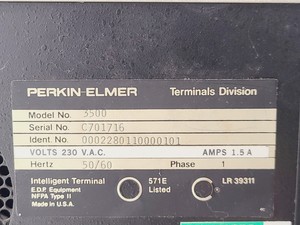 PERKIN-ELMER Terminals Division
Model No. 3500
Serial No. C701716
Ident. No. 0002280110000101
VOLTS 230 V.A.C. AMPS 1.5 A
Hertz 50/60 Phase 1
Intelligent Terminal 571E LR 39311
E.D.P. Equipment Listed
NFPA Type II
Made in U.S.A.